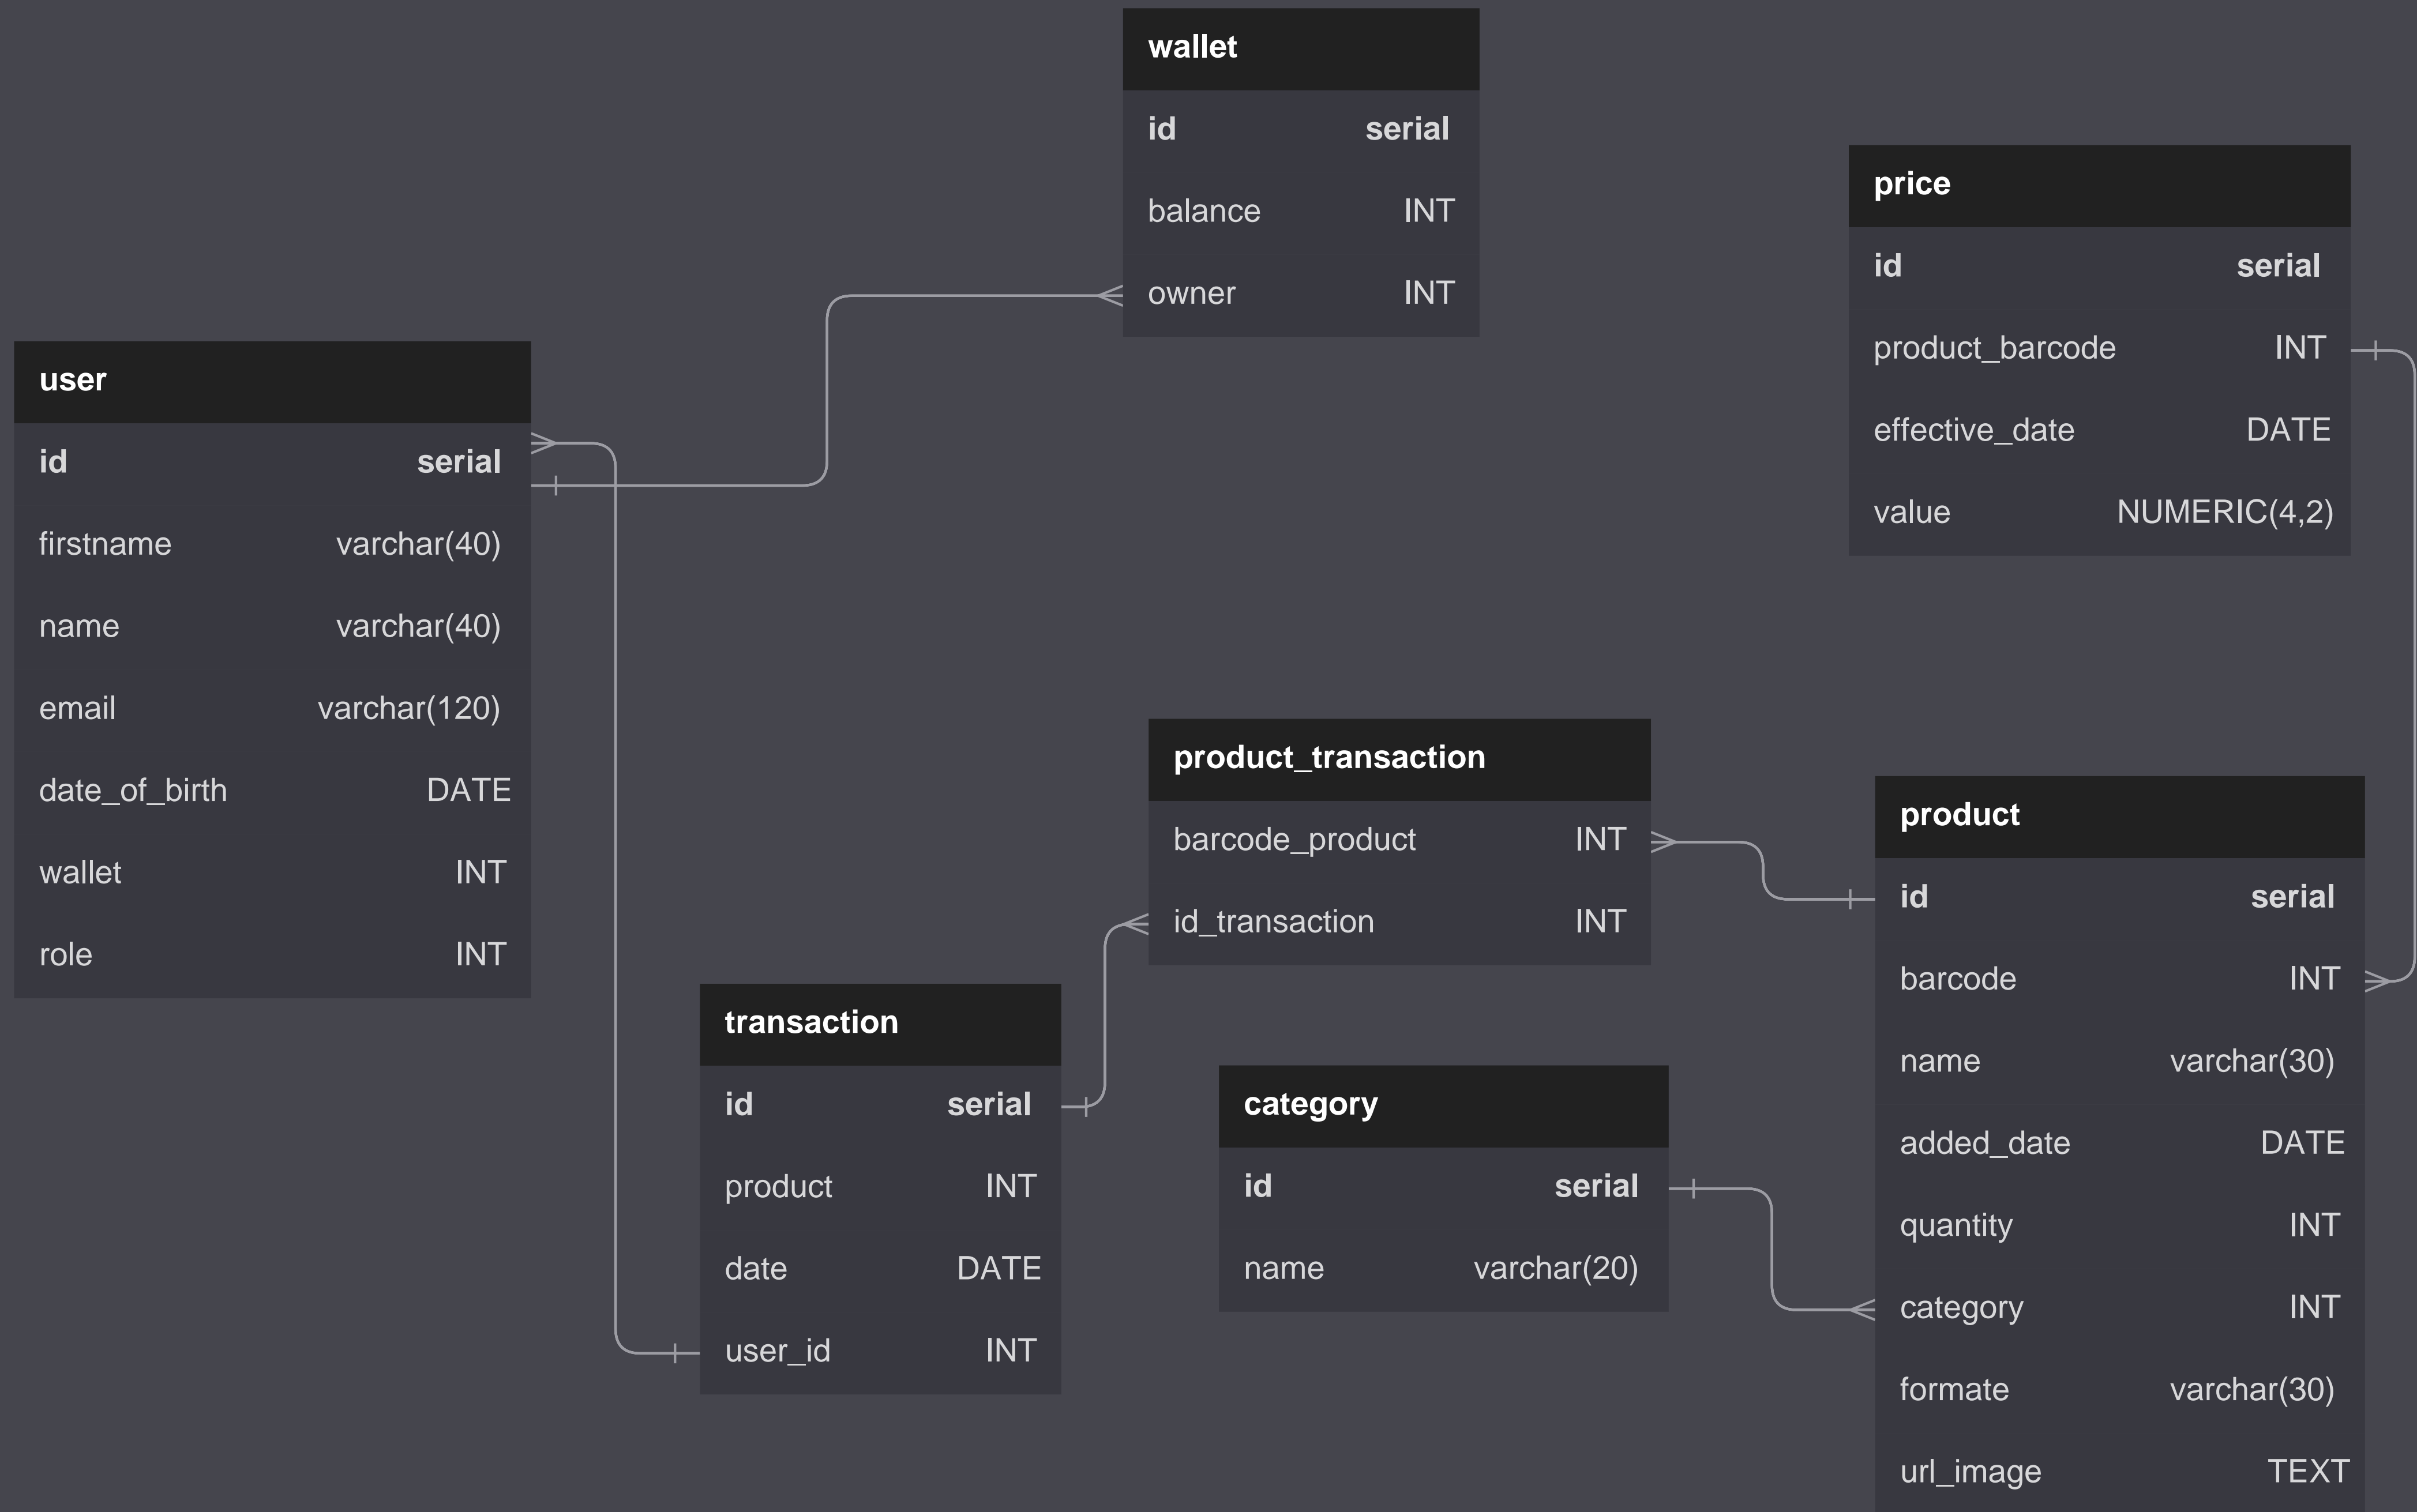 wallet
id serial
balance INT
owner INT
price
id serial
product_barcode INT
effective_date DATE
value NUMERIC(4,2)
user
id serial
firstname varchar(40)
name varchar(40)
email varchar(120)
date_of_birth DATE
wallet INT
role INT
product_transaction
barcode_product INT
id_transaction INT
product
id serial
barcode INT
name varchar(30)
added_date DATE
quantity INT
category INT
formate varchar(30)
url_image TEXT
transaction
id serial
product INT
date DATE
user_id INT
category
id serial
name varchar(20)